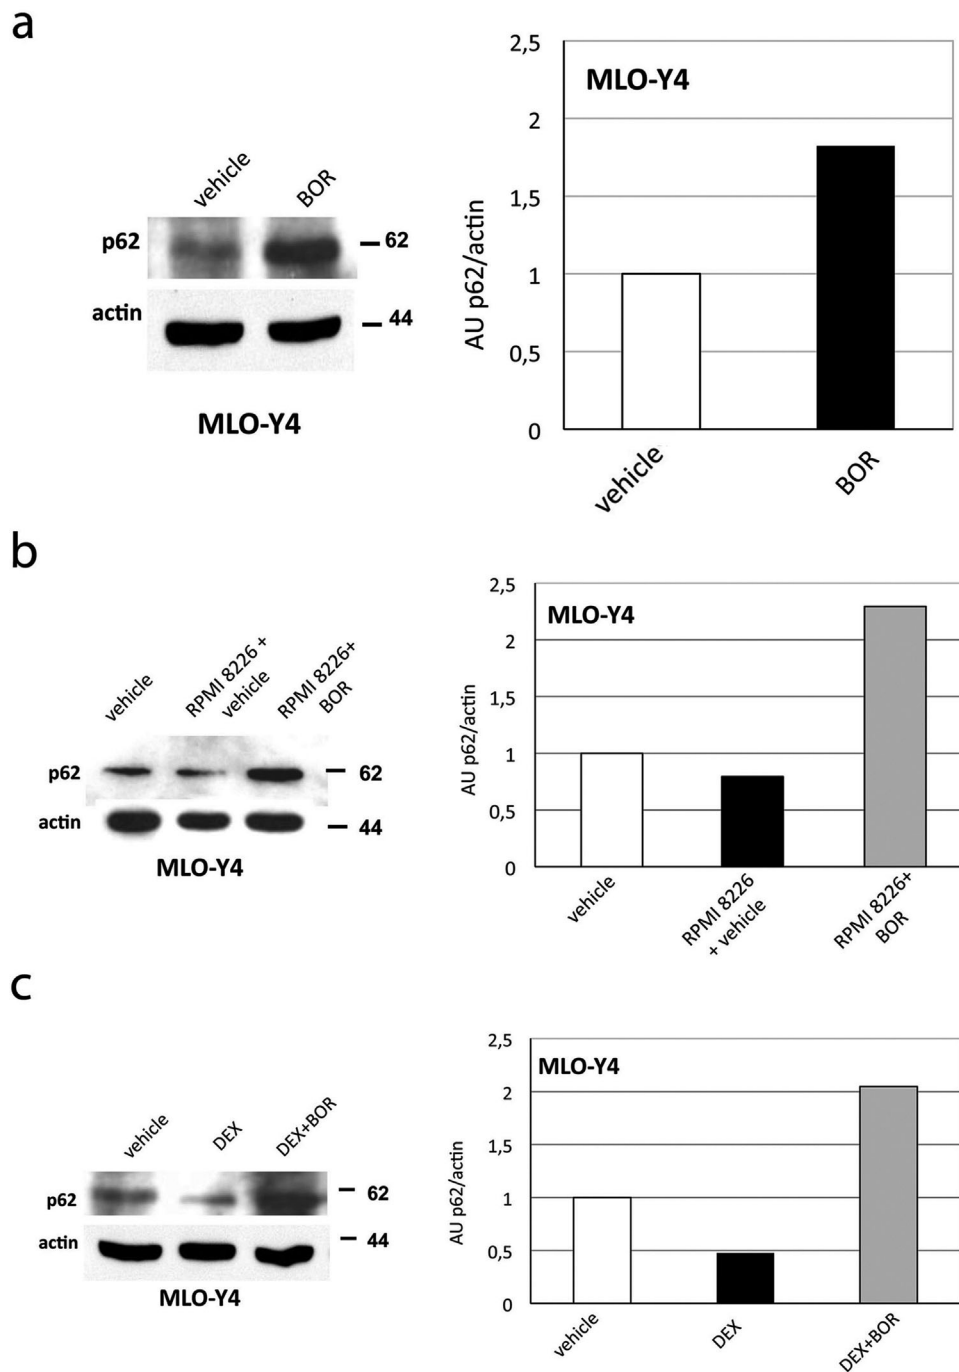 a
vehicle
BOR
p62
62
actin
44
MLO-Y4
2,5
2
1,5
1
0,5
0
AU p62/actin
MLO-Y4
vehicle
BOR
b
vehicle
RPMI 8226 +
vehicle
RPMI 8226+
BOR
p62
62
actin
44
MLO-Y4
2,5
2
1,5
1
0,5
0
AU p62/actin
MLO-Y4
vehicle
RPMI 8226
+ vehicle
RPMI 8226+
BOR
c
vehicle
DEX
DEX+BOR
p62
62
actin
44
MLO-Y4
2,5
2
1,5
1
0,5
0
AU p62/actin
MLO-Y4
vehicle
DEX
DEX+BOR